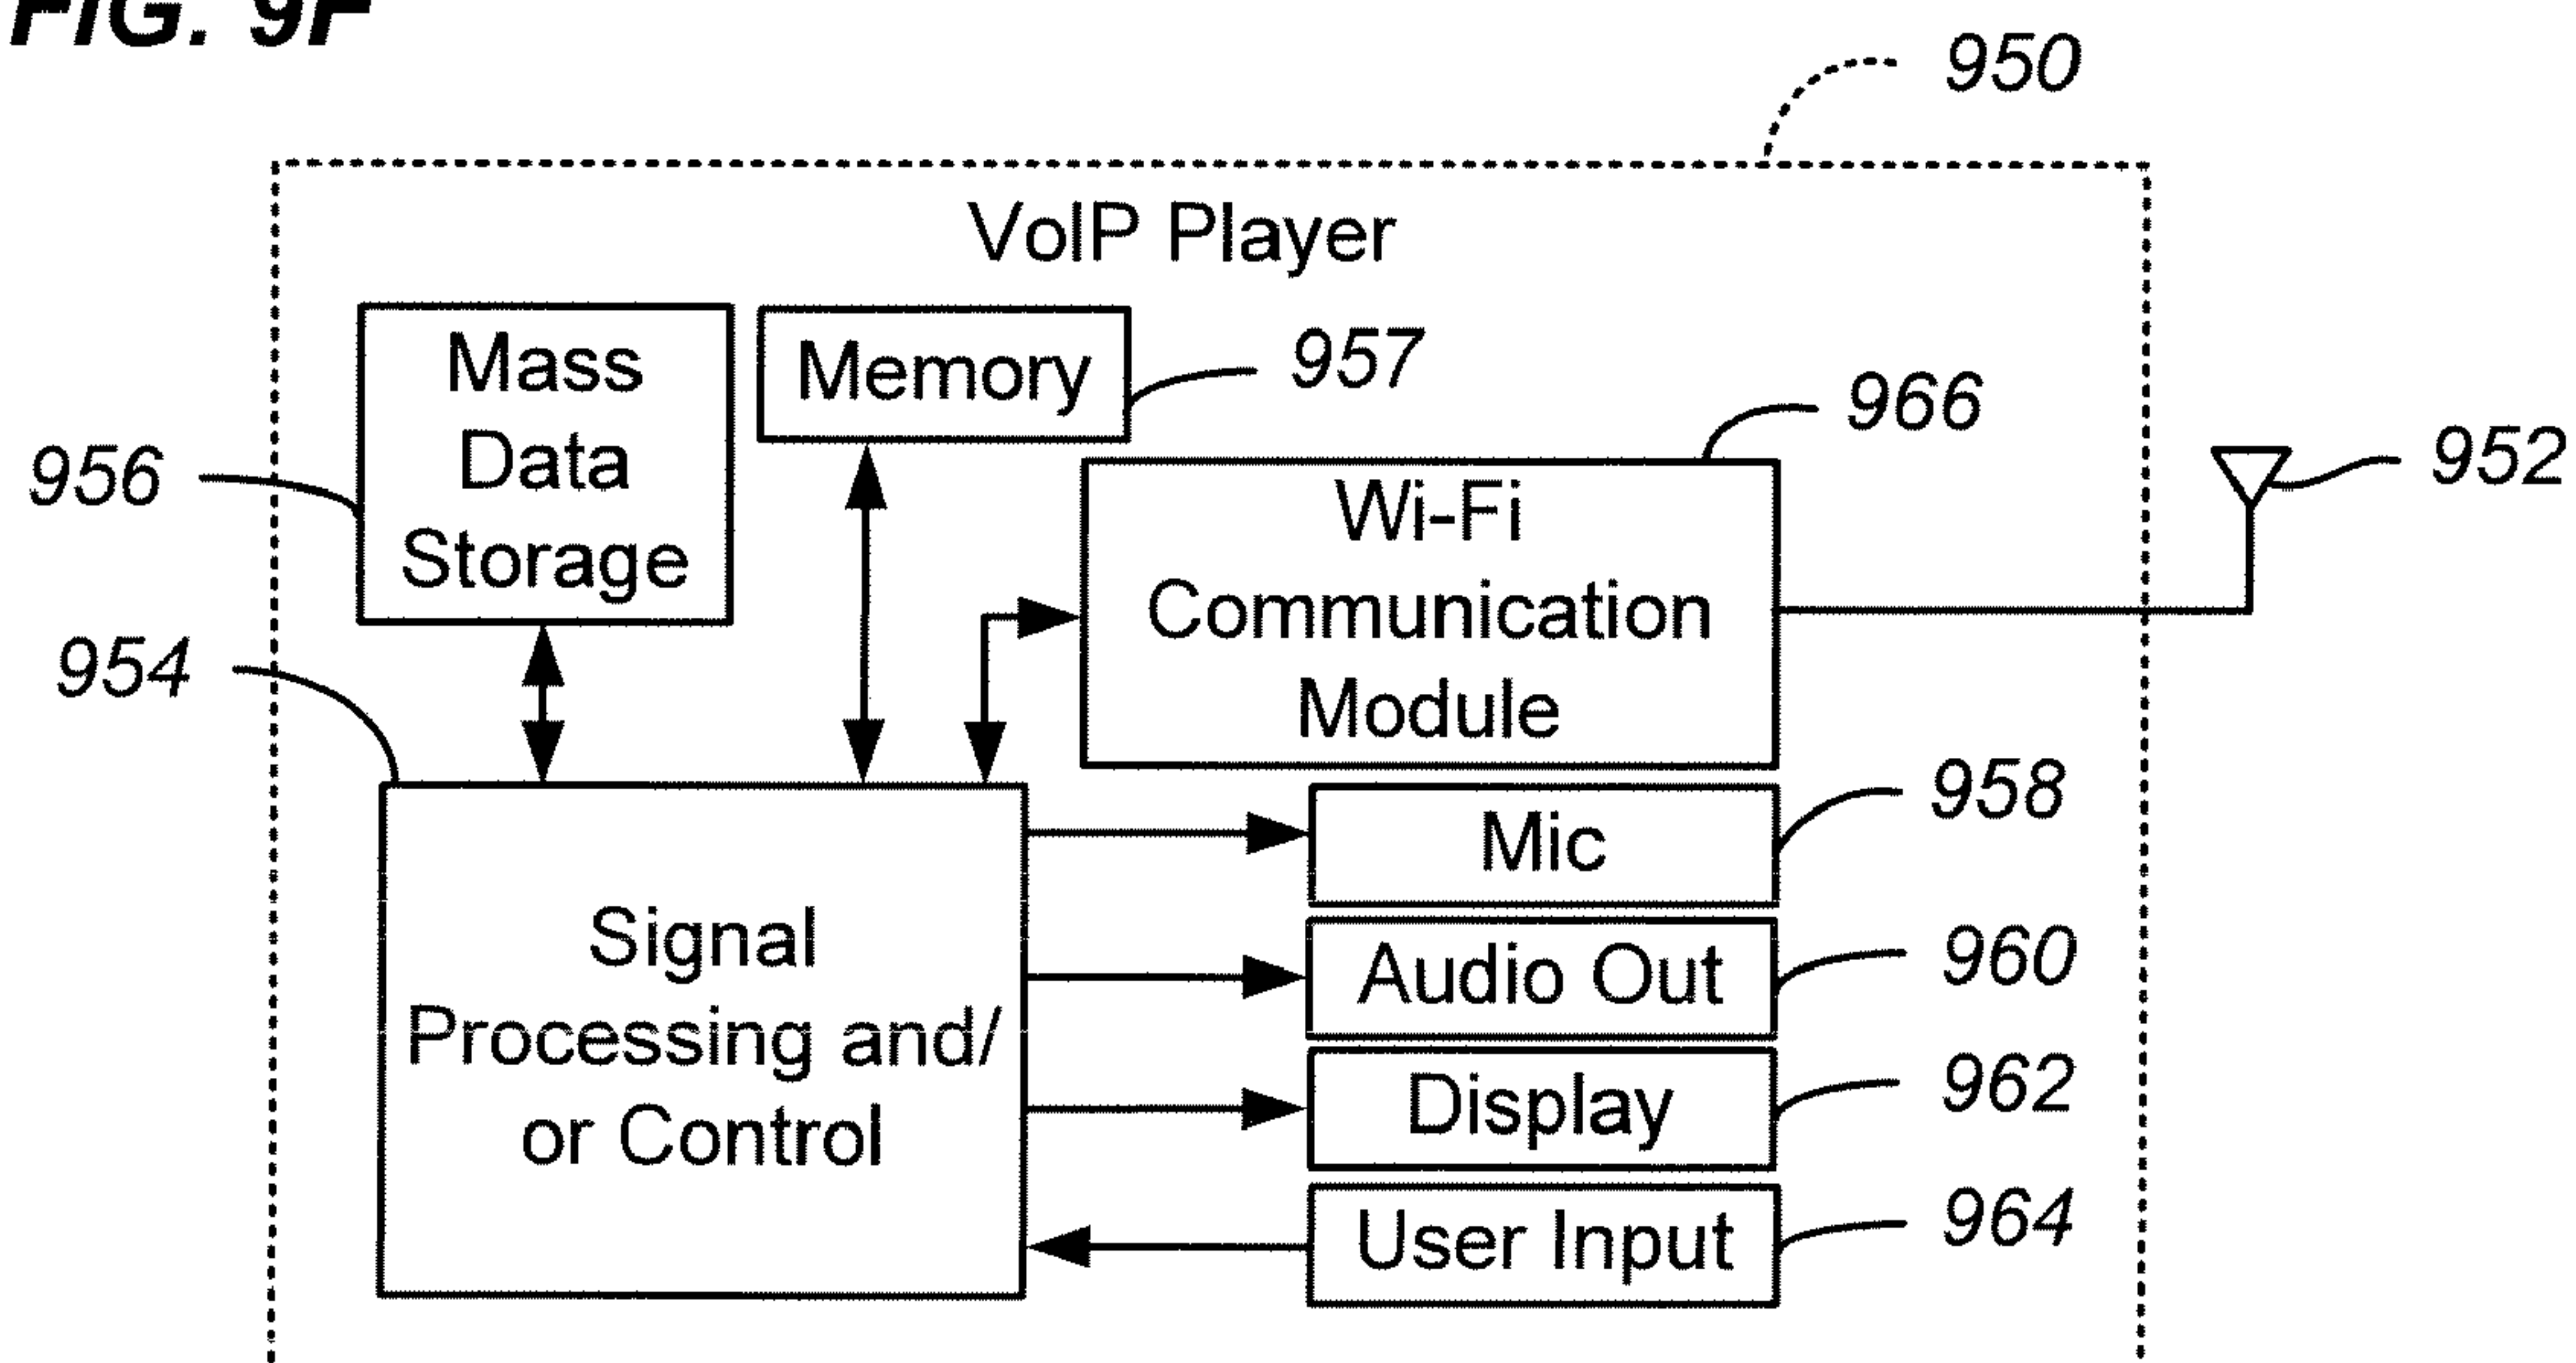 FIG. 9F
950
VoIP Player
Mass
Data
Storage
Memory
957
966
956
952
Wi-Fi
Communication
Module
954
958
Mic
Signal
Processing and/
or Control
Audio Out
960
Display
962
User Input
964